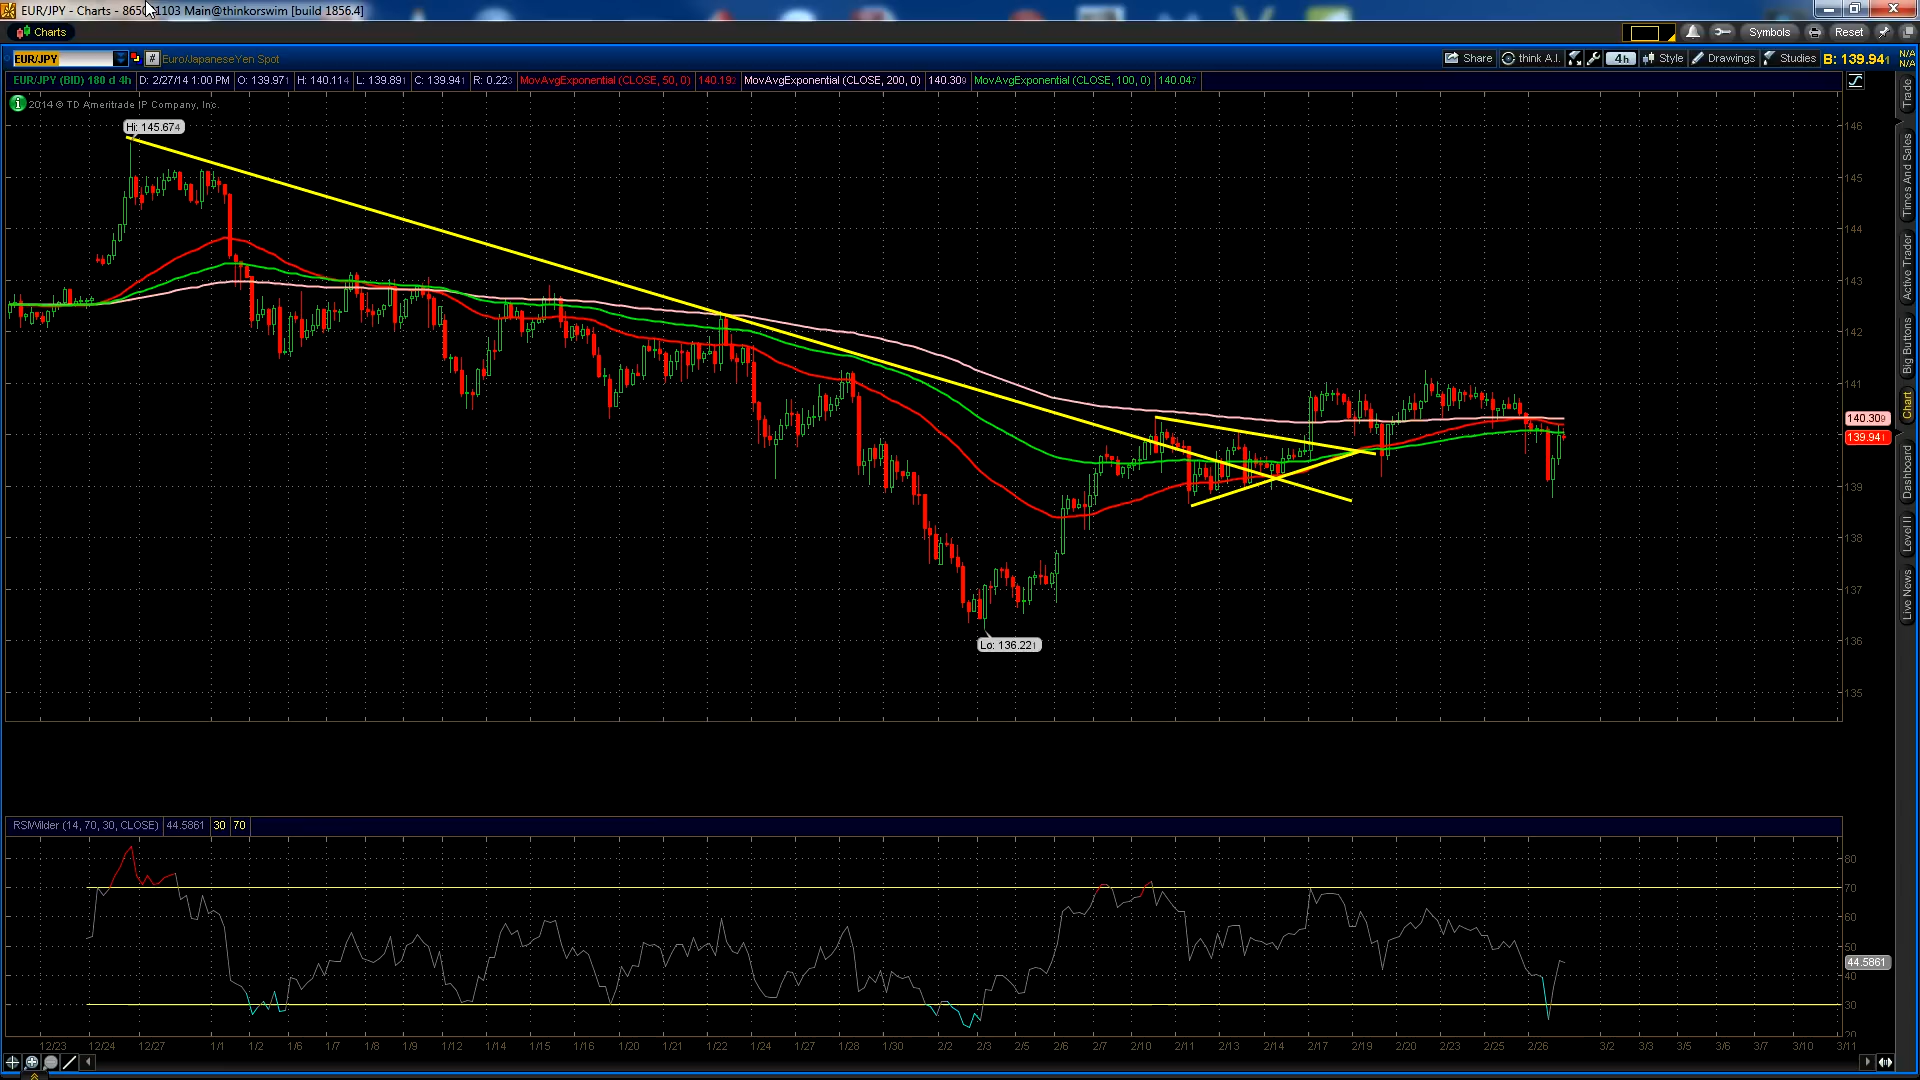 EUR/JPY - Charts - 8650 1103 Main@thinkorswim [build 1856.4]
Charts
Symbols
Reset
EUR/JPY
#
Euro/JapaneseYen Spot
Share
think A.I.
4h
Style
Drawings
Studies
B: 139.941
N/A
N/A
EUR/JPY (BID) 180 d 4h
D: 2/27/14 1:00 PM
O: 139.971
H: 140.114
L: 139.891
C: 139.941
R: 0.223
MovAvgExponential (CLOSE, 50, 0)
MovAvgExponential (CLOSE, 200, 0)
140.309
MovAvgExponential (CLOSE, 100, 0)
140.047
2014 © TD Ameritrade IP Company, Inc.
Hi: 145.674
Lo: 136.221
146
145
144
143
142
141
140.309
139.941
139
138
137
136
135
RSIWilder (14, 70, 30, CLOSE)
44.5861
30
70
80
70
60
50
44.5861
40
30
20
12/23
12/24
12/27
1/1
1/2
1/6
1/7
1/8
1/9
1/12
1/14
1/15
1/16
1/20
1/21
1/22
1/24
1/27
1/28
1/30
2/2
2/3
2/5
2/6
2/7
2/10
2/11
2/13
2/14
2/17
2/19
2/20
2/23
2/25
2/26
3/2
3/3
3/5
3/6
3/7
3/10
3/11
Trade
Times And Sales
Active Trader
Big Buttons
Chart
Dashboard
Level II
Live News